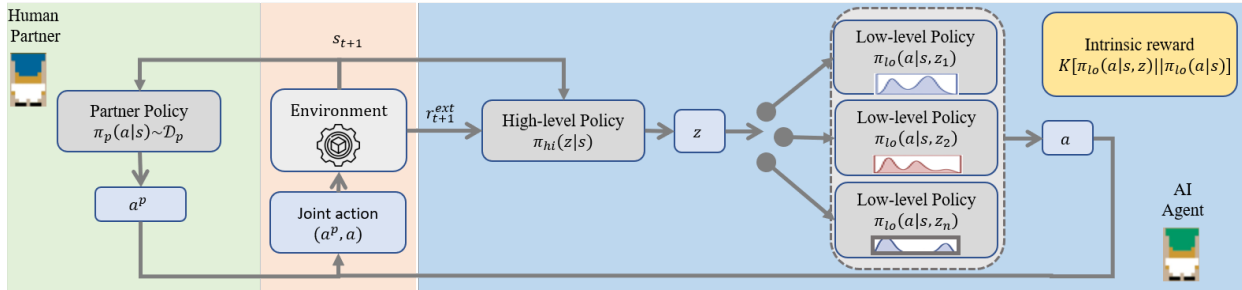 Human
Partner
Partner Policy
π_p(a|s)~𝒟_p
a^p
s_{t+1}
Environment
Joint action
(a^p, a)
r^{ext}_{t+1}
High-level Policy
π_{hi}(z|s)
z
Low-level Policy
π_{lo}(a|s, z_1)
Low-level Policy
π_{lo}(a|s, z_2)
Low-level Policy
π_{lo}(a|s, z_n)
a
Intrinsic reward
K[π_{lo}(a|s, z)||π_{lo}(a|s)]
AI
Agent